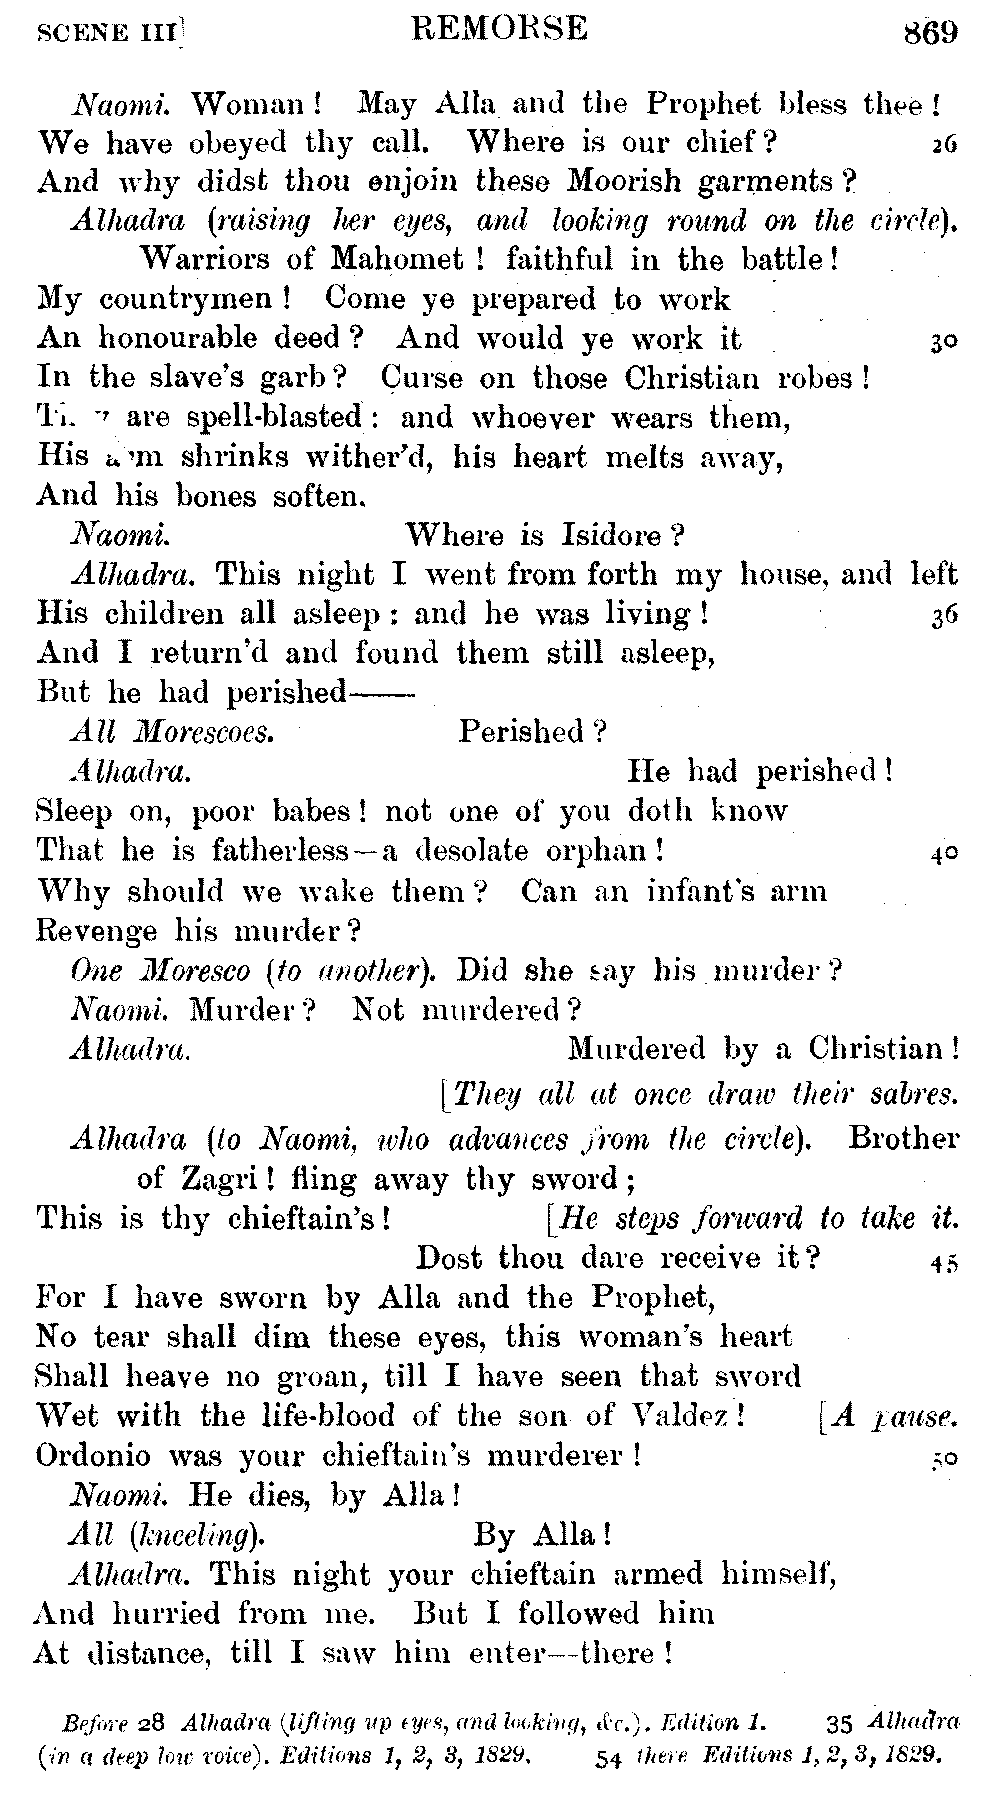 SCENE III] REMORSE 869
Naomi. Woman! May Alla and the Prophet bless thee!
We have obeyed thy call. Where is our chief? 26
And why didst thou enjoin these Moorish garments?
Alhadra (raising her eyes, and looking round on the circle).
Warriors of Mahomet! faithful in the battle!
My countrymen! Come ye prepared to work
An honourable deed? And would ye work it 30
In the slave's garb? Curse on those Christian robes!
They are spell-blasted: and whoever wears them,
His arm shrinks wither'd, his heart melts away,
And his bones soften.
Naomi. Where is Isidore?
Alhadra. This night I went from forth my house, and left
His children all asleep: and he was living! 36
And I return'd and found them still asleep,
But he had perished——
All Morescoes. Perished?
Alhadra. He had perished!
Sleep on, poor babes! not one of you doth know
That he is fatherless—a desolate orphan! 40
Why should we wake them? Can an infant's arm
Revenge his murder?
One Moresco (to another). Did she say his murder?
Naomi. Murder? Not murdered?
Alhadra. Murdered by a Christian!
[They all at once draw their sabres.
Alhadra (to Naomi, who advances from the circle). Brother
of Zagri! fling away thy sword;
This is thy chieftain's! [He steps forward to take it.
Dost thou dare receive it? 45
For I have sworn by Alla and the Prophet,
No tear shall dim these eyes, this woman's heart
Shall heave no groan, till I have seen that sword
Wet with the life-blood of the son of Valdez! [A pause.
Ordonio was your chieftain's murderer! 50
Naomi. He dies, by Alla!
All (kneeling). By Alla!
Alhadra. This night your chieftain armed himself,
And hurried from me. But I followed him
At distance, till I saw him enter—there!
Before 28 Alhadra (lifting up eyes, and looking, &c.). Edition 1. 35 Alhadra
(in a deep low voice). Editions 1, 2, 3, 1829. 54 there Editions 1, 2, 3, 1829.